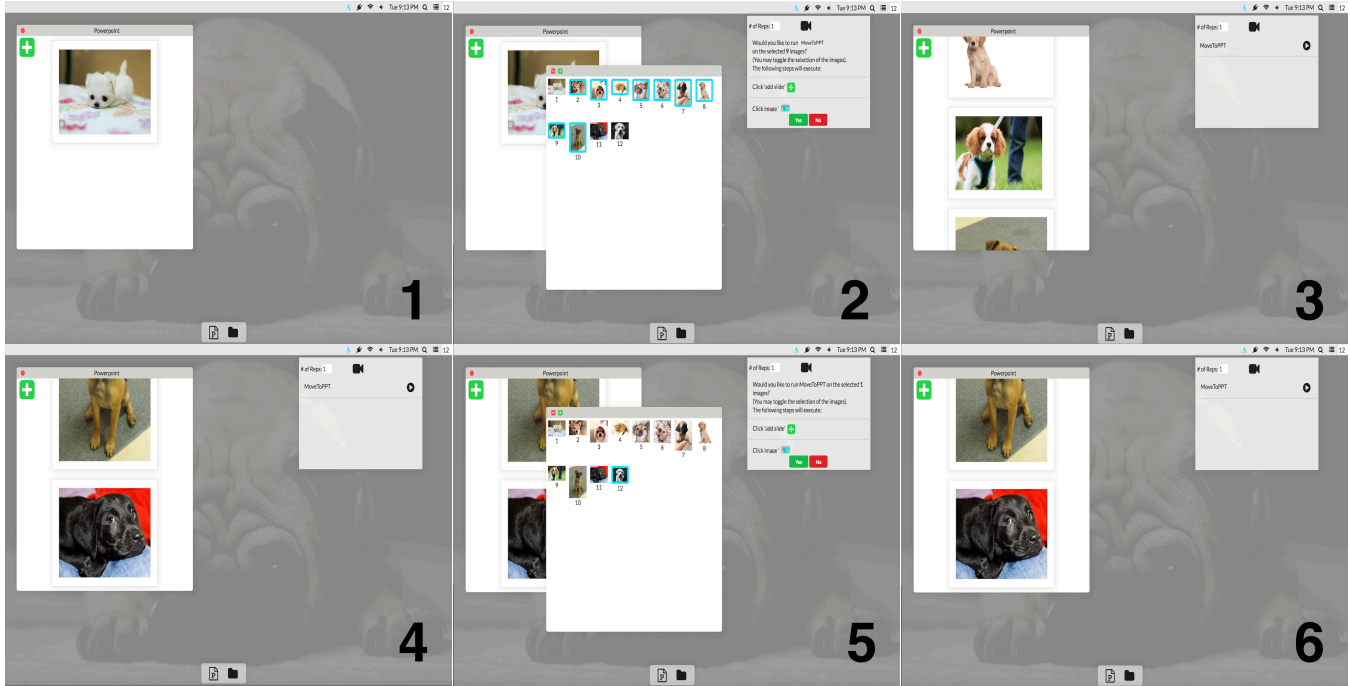 A Tue 9:13 PM 12
Powerpoint
1
A Tue 9:13 PM 12
Powerpoint
1 2 3 4 5 6 7 8
9 10 11 12
# of Reps: 1
Would you like to run MoveToPPT
on the selected 9 images?
(You may toggle the selection of the images).
The following steps will execute:
Click 'add slide'
Click image '
Yes No
2
A Tue 9:13 PM 12
Powerpoint
# of Reps: 1
MoveToPPT
3
A Tue 9:13 PM 12
Powerpoint
# of Reps: 1
MoveToPPT
4
A Tue 9:13 PM 12
Powerpoint
1 2 3 4 5 6 7 8
9 10 11 12
# of Reps: 1
Would you like to run MoveToPPT on the selected 1
images?
(You may toggle the selection of the images).
The following steps will execute:
Click 'add slide'
Click image '
Yes No
5
A Tue 9:13 PM 12
Powerpoint
# of Reps: 1
MoveToPPT
6